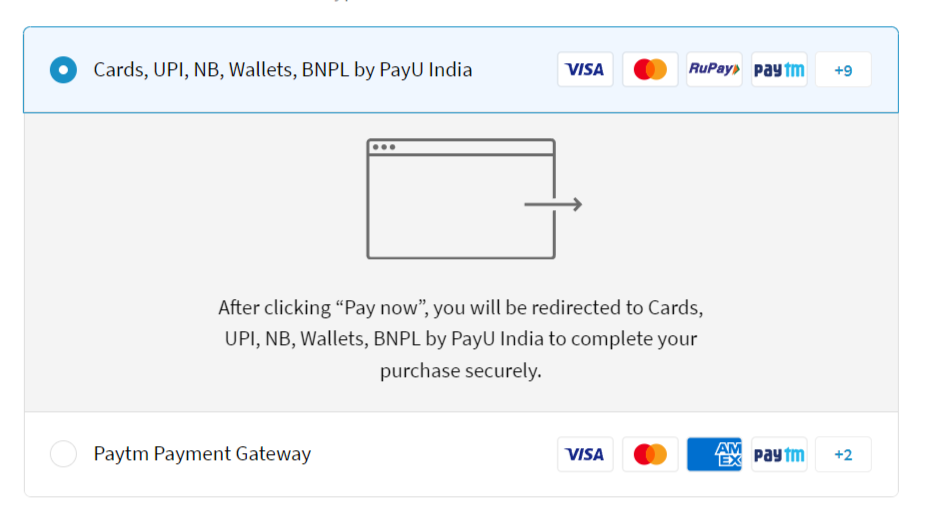 Cards, UPI, NB, Wallets, BNPL by PayU India VISA RuPay paytm +9
After clicking “Pay now”, you will be redirected to Cards,
UPI, NB, Wallets, BNPL by PayU India to complete your
purchase securely.
Paytm Payment Gateway VISA AM EX paytm +2